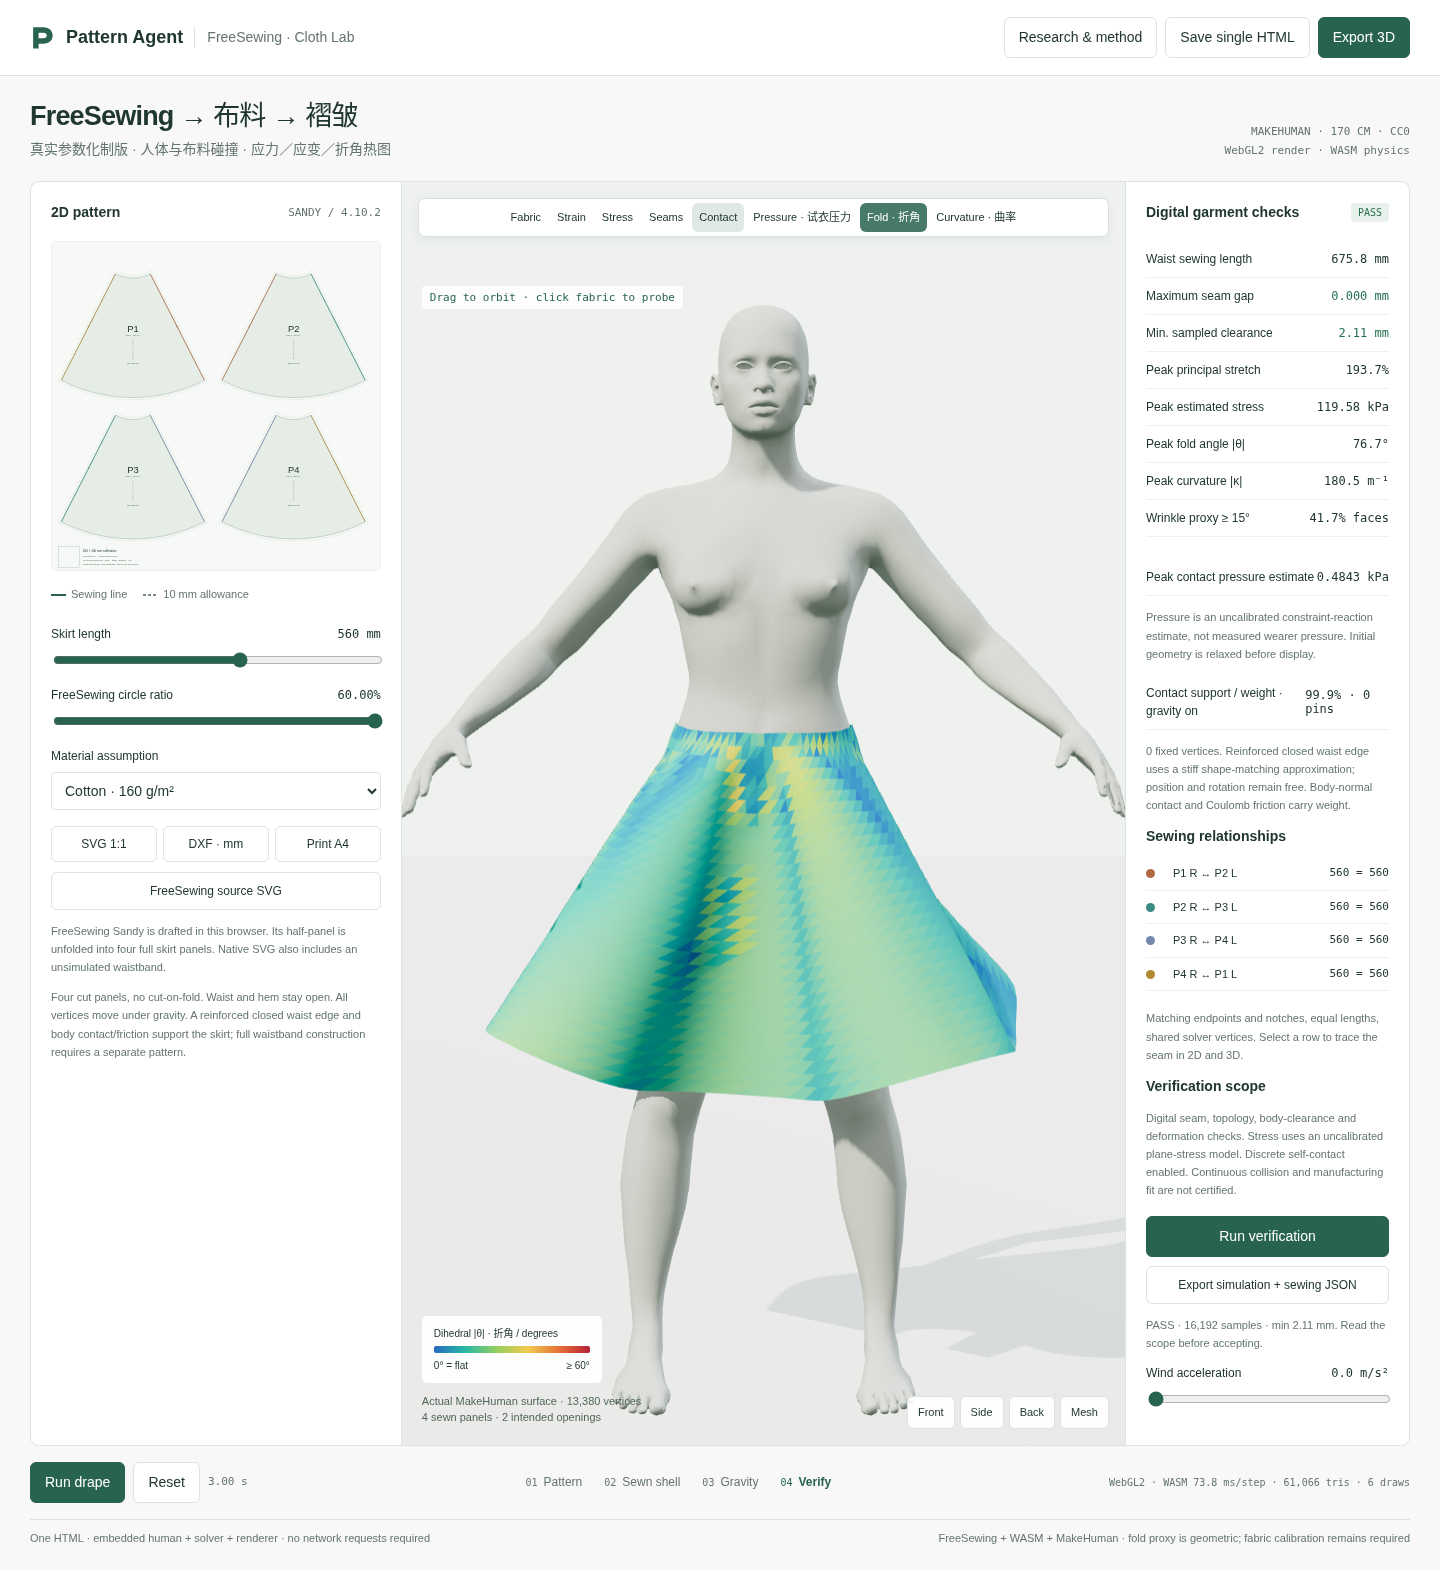 Pattern Agent
FreeSewing · Cloth Lab
Research & method
Save single HTML
Export 3D
FreeSewing → 布料 → 褶皱
真实参数化制版 · 人体与布料碰撞 · 应力／应变／折角热图
MAKEHUMAN · 170 CM · CC0
WebGL2 render · WASM physics
2D pattern
SANDY / 4.10.2
P1
P2
P3
P4
Sewing line
10 mm allowance
Skirt length
560 mm
FreeSewing circle ratio
60.00%
Material assumption
Cotton · 160 g/m²
SVG 1:1
DXF · mm
Print A4
FreeSewing source SVG
FreeSewing Sandy is drafted in this browser. Its half-panel is
unfolded into four full skirt panels. Native SVG also includes an
unsimulated waistband.
Four cut panels, no cut-on-fold. Waist and hem stay open. All
vertices move under gravity. A reinforced closed waist edge and
body contact/friction support the skirt; full waistband construction
requires a separate pattern.
Fabric
Strain
Stress
Seams
Contact
Pressure · 试衣压力
Fold · 折角
Curvature · 曲率
Drag to orbit · click fabric to probe
Dihedral |θ| · 折角 / degrees
0° = flat
≥ 60°
Actual MakeHuman surface · 13,380 vertices
4 sewn panels · 2 intended openings
Front
Side
Back
Mesh
Digital garment checks
PASS
Waist sewing length
675.8 mm
Maximum seam gap
0.000 mm
Min. sampled clearance
2.11 mm
Peak principal stretch
193.7%
Peak estimated stress
119.58 kPa
Peak fold angle |θ|
76.7°
Peak curvature |κ|
180.5 m⁻¹
Wrinkle proxy ≥ 15°
41.7% faces
Peak contact pressure estimate
0.4843 kPa
Pressure is an uncalibrated constraint-reaction
estimate, not measured wearer pressure. Initial
geometry is relaxed before display.
Contact support / weight ·
gravity on
99.9% · 0
pins
0 fixed vertices. Reinforced closed waist edge
uses a stiff shape-matching approximation;
position and rotation remain free. Body-normal
contact and Coulomb friction carry weight.
Sewing relationships
P1 R ↔ P2 L
560 = 560
P2 R ↔ P3 L
560 = 560
P3 R ↔ P4 L
560 = 560
P4 R ↔ P1 L
560 = 560
Matching endpoints and notches, equal lengths,
shared solver vertices. Select a row to trace the
seam in 2D and 3D.
Verification scope
Digital seam, topology, body-clearance and
deformation checks. Stress uses an uncalibrated
plane-stress model. Discrete self-contact
enabled. Continuous collision and manufacturing
fit are not certified.
Run verification
Export simulation + sewing JSON
PASS · 16,192 samples · min 2.11 mm. Read the
scope before accepting.
Wind acceleration
0.0 m/s²
Run drape
Reset
3.00 s
01 Pattern
02 Sewn shell
03 Gravity
04 Verify
WebGL2 · WASM 73.8 ms/step · 61,066 tris · 6 draws
One HTML · embedded human + solver + renderer · no network requests required
FreeSewing + WASM + MakeHuman · fold proxy is geometric; fabric calibration remains required